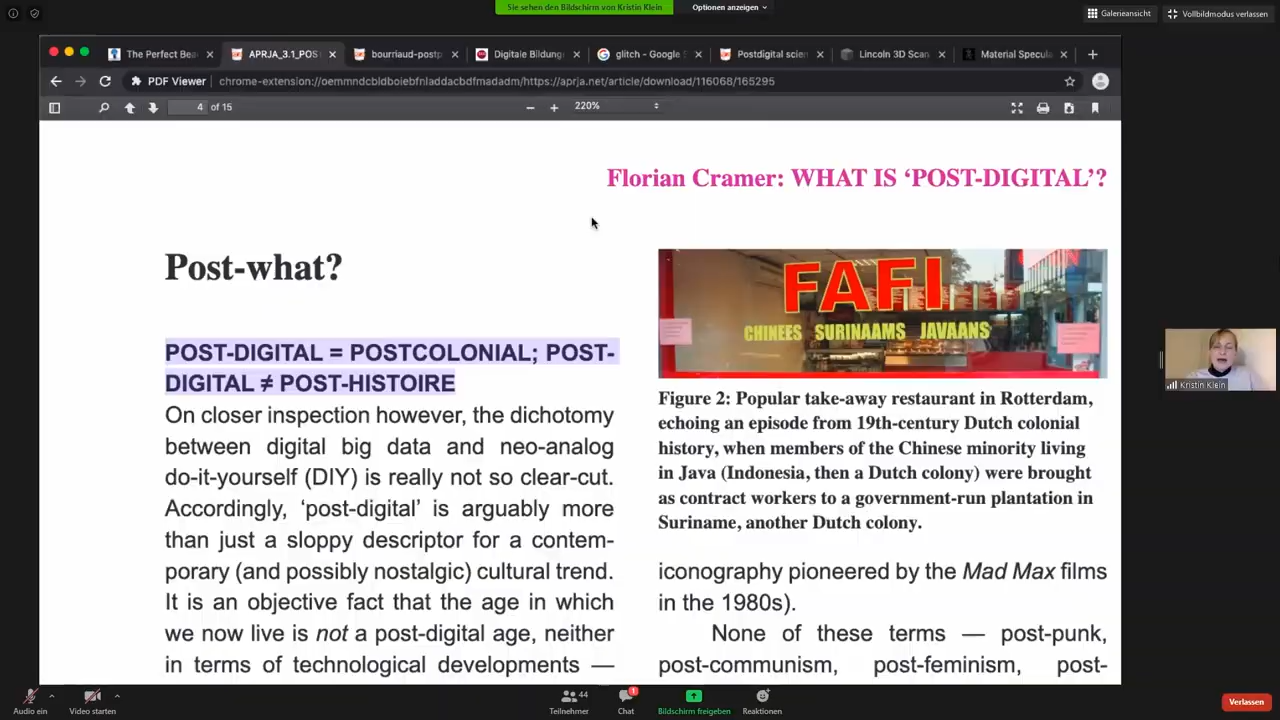 Sie sehen den Bildschirm von Kristin Klein
Optionen anzeigen
Galerieansicht
Vollbildmodus verlassen
The Perfect Bea
APRJA_3.1_POS
bourriaud-postp
Digitale Bildung
glitch - Google S
Postdigital scien
Lincoln 3D Scan
Material Specula
PDF Viewer
chrome-extension://oemmndcbldboiebfnladdacbdfmadadm/https://aprja.net/article/download/116068/165295
4 of 15
220%
Florian Cramer: WHAT IS ‘POST-DIGITAL’?
Post-what?
POST-DIGITAL = POSTCOLONIAL; POST-
DIGITAL ≠ POST-HISTOIRE
On closer inspection however, the dichotomy
between digital big data and neo-analog
do-it-yourself (DIY) is really not so clear-cut.
Accordingly, ‘post-digital’ is arguably more
than just a sloppy descriptor for a contem-
porary (and possibly nostalgic) cultural trend.
It is an objective fact that the age in which
we now live is not a post-digital age, neither
in terms of technological developments —
FAFI
CHINEES SURINAAMS JAVAANS
Figure 2: Popular take-away restaurant in Rotterdam,
echoing an episode from 19th-century Dutch colonial
history, when members of the Chinese minority living
in Java (Indonesia, then a Dutch colony) were brought
as contract workers to a government-run plantation in
Suriname, another Dutch colony.
iconography pioneered by the Mad Max films
in the 1980s).
None of these terms — post-punk,
post-communism, post-feminism, post-
Kristin Klein
Audio ein
Video starten
44
Teilnehmer
1
Chat
Bildschirm freigeben
Reaktionen
Verlassen